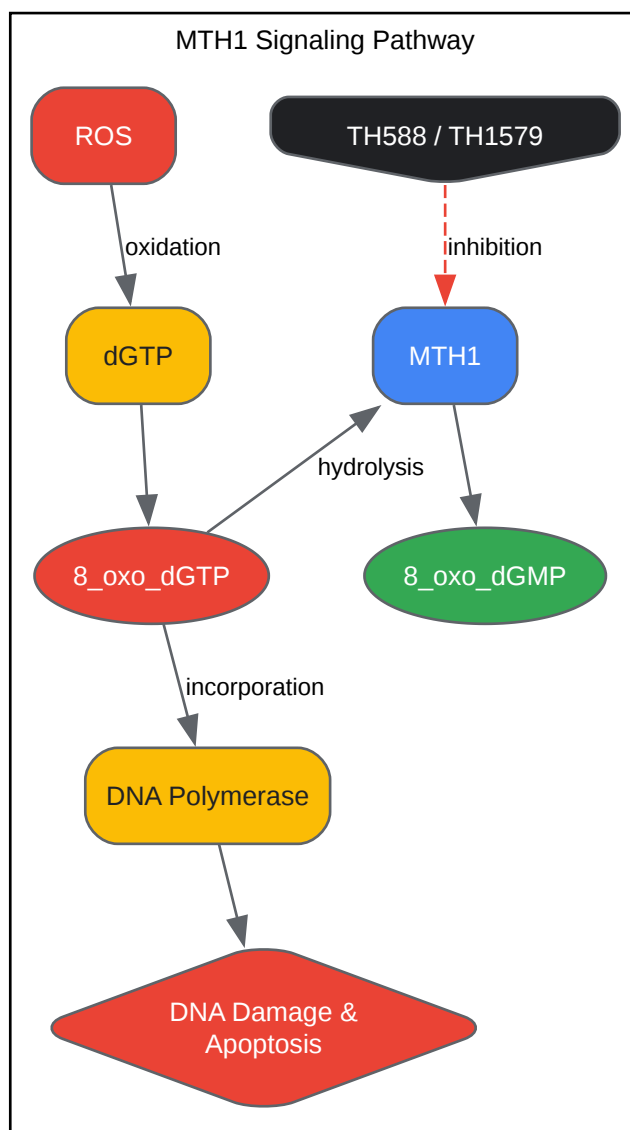 MTH1 Signaling Pathway
ROS
TH588 / TH1579
oxidation
inhibition
dGTP
MTH1
hydrolysis
8_oxo_dGTP
8_oxo_dGMP
incorporation
DNA Polymerase
DNA Damage &
Apoptosis